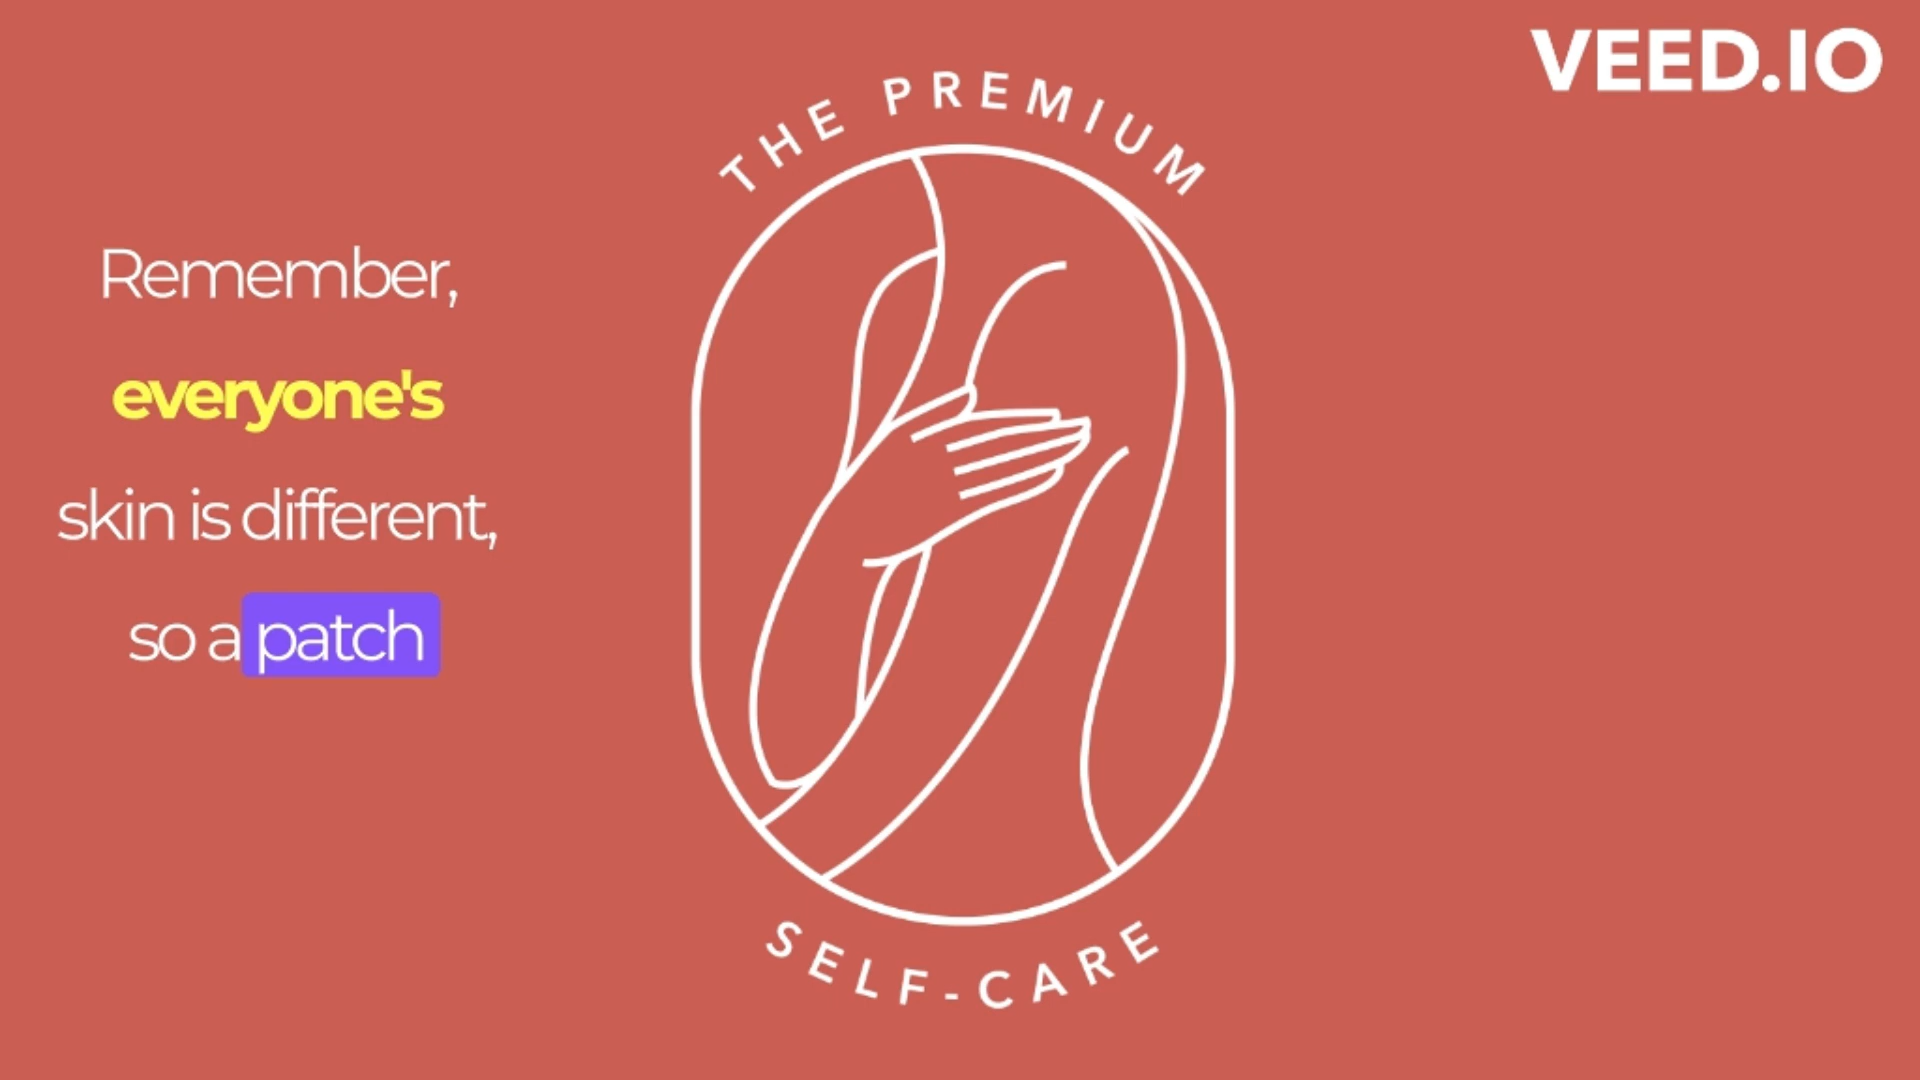 VEED.IO
THE PREMIUM
Remember,
everyone's
skin is different,
so a patch
SELF-CARE